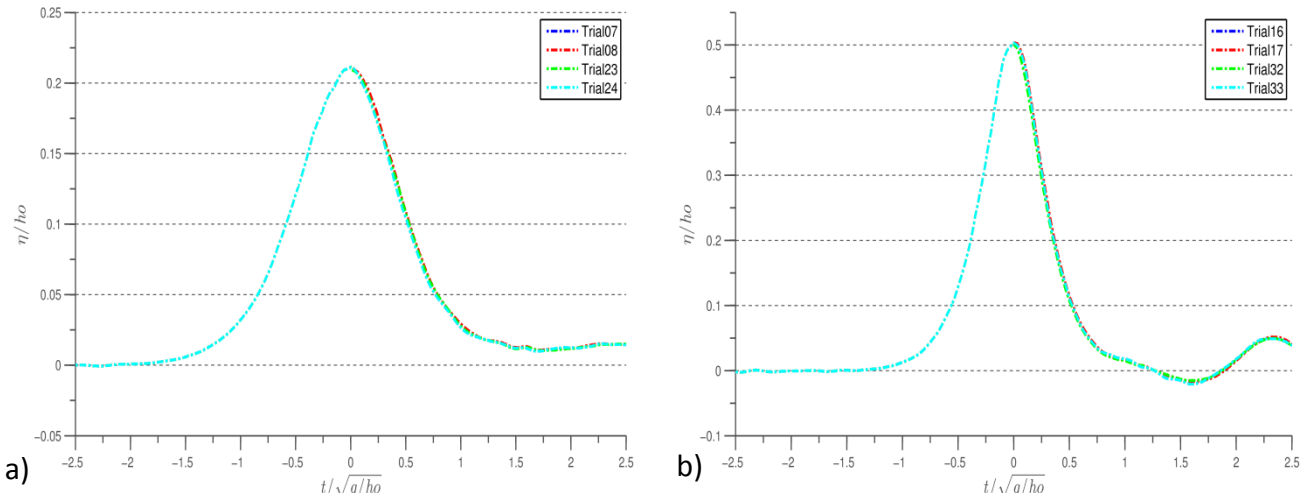 0.25
0.2
0.15
0.1
0.05
0
−0.05
η/ho
Trial07
Trial08
Trial23
Trial24
−2.5 −2 −1.5 −1 −0.5 0 0.5 1 1.5 2 2.5
t/√g/ho
a)
0.5
0.4
0.3
0.2
0.1
0
−0.1
η/ho
Trial16
Trial17
Trial32
Trial33
−2.5 −2 −1.5 −1 −0.5 0 0.5 1 1.5 2 2.5
t/√g/ho
b)